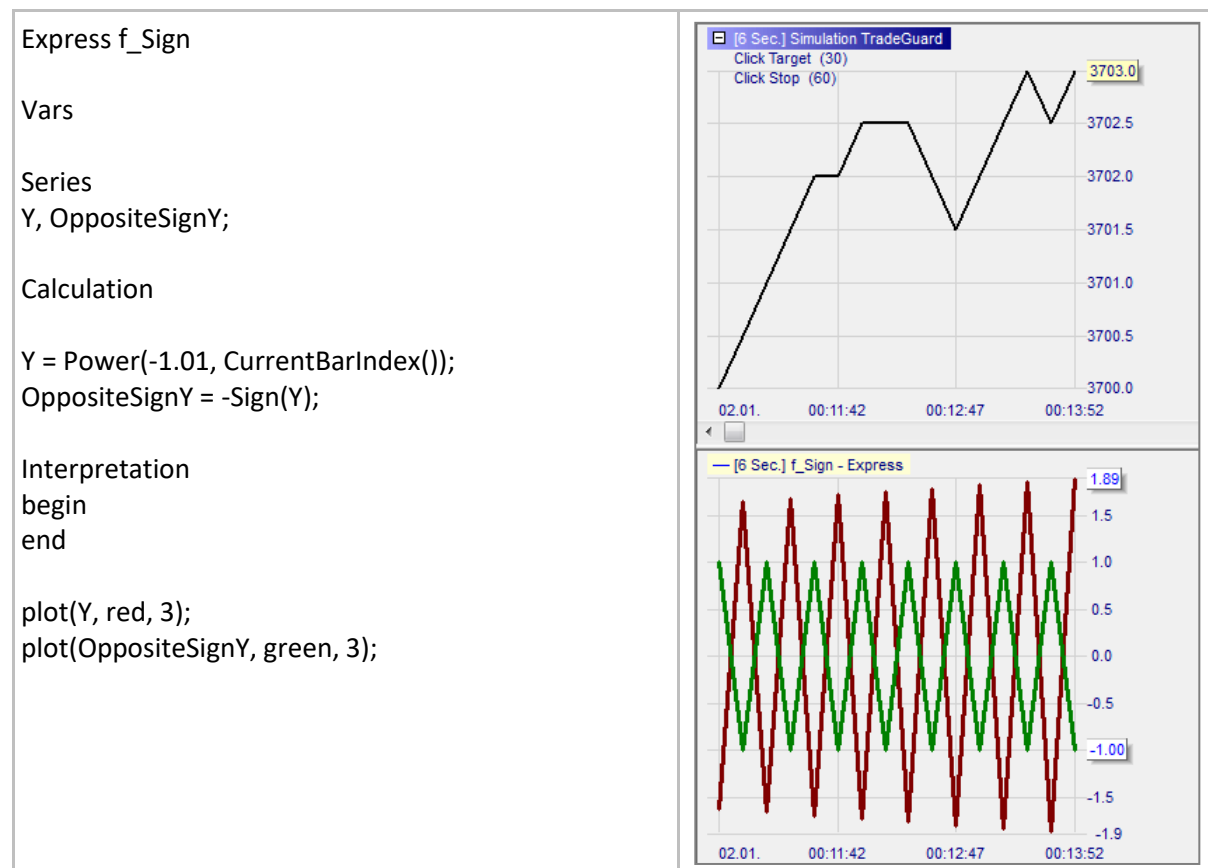 Express f_Sign
Vars
Series
Y, OppositeSignY;
Calculation
Y = Power(-1.01, CurrentBarIndex());
OppositeSignY = -Sign(Y);
Interpretation
begin
end
plot(Y, red, 3);
plot(OppositeSignY, green, 3);
[6 Sec.] Simulation TradeGuard
Click Target (30)
Click Stop (60)
3703.0
3702.5
3702.0
3701.5
3701.0
3700.5
3700.0
02.01. 00:11:42 00:12:47 00:13:52
[6 Sec.] f_Sign - Express
1.89
1.5
1.0
0.5
0.0
-0.5
-1.00
-1.5
-1.9
02.01. 00:11:42 00:12:47 00:13:52